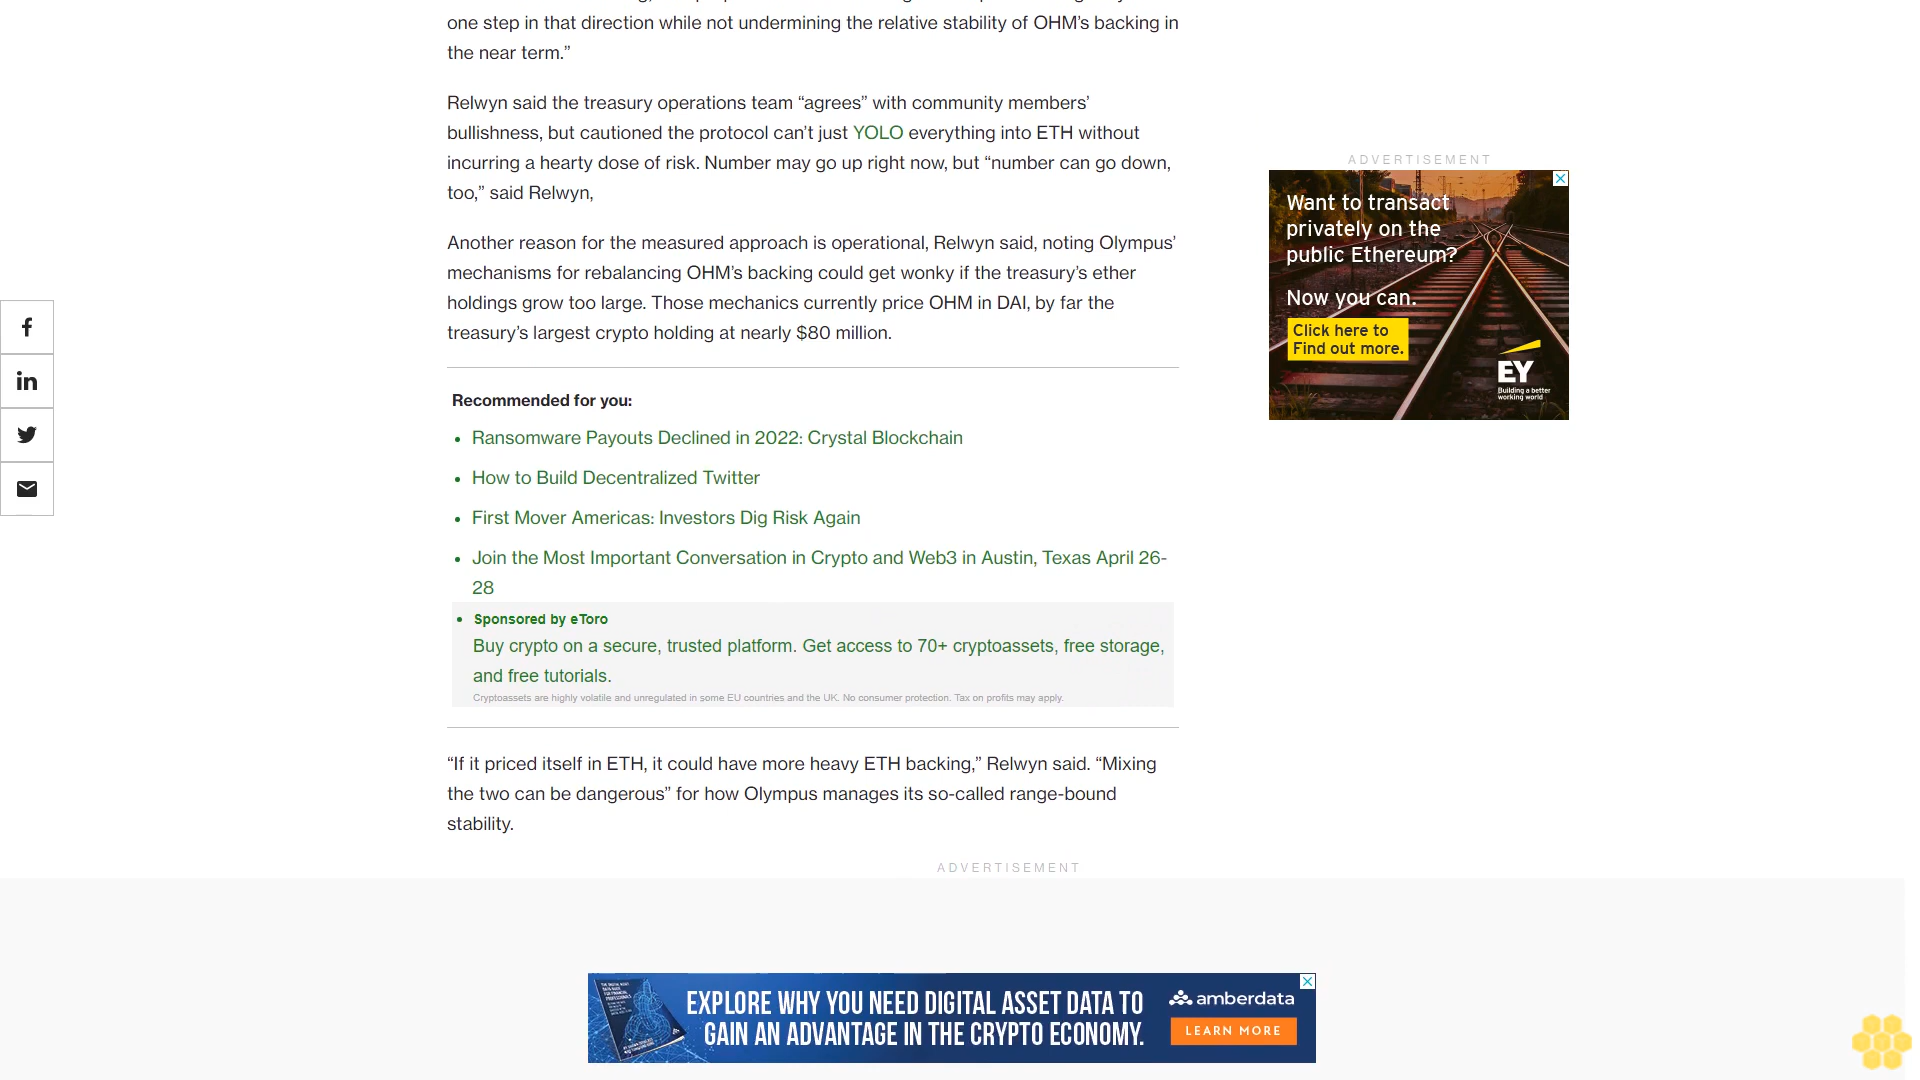 one step in that direction while not undermining the relative stability of OHM’s backing in
the near term.”
Relwyn said the treasury operations team “agrees” with community members’
bullishness, but cautioned the protocol can’t just YOLO everything into ETH without
incurring a hearty dose of risk. Number may go up right now, but “number can go down,
too,” said Relwyn,
Another reason for the measured approach is operational, Relwyn said, noting Olympus’
mechanisms for rebalancing OHM’s backing could get wonky if the treasury’s ether
holdings grow too large. Those mechanics currently price OHM in DAI, by far the
treasury’s largest crypto holding at nearly $80 million.
Recommended for you:
• Ransomware Payouts Declined in 2022: Crystal Blockchain
• How to Build Decentralized Twitter
• First Mover Americas: Investors Dig Risk Again
• Join the Most Important Conversation in Crypto and Web3 in Austin, Texas April 26-
28
• Sponsored by eToro
Buy crypto on a secure, trusted platform. Get access to 70+ cryptoassets, free storage,
and free tutorials.
Cryptoassets are highly volatile and unregulated in some EU countries and the UK. No consumer protection. Tax on profits may apply.
“If it priced itself in ETH, it could have more heavy ETH backing,” Relwyn said. “Mixing
the two can be dangerous” for how Olympus manages its so-called range-bound
stability.
ADVERTISEMENT
Want to transact
privately on the
public Ethereum?
Now you can.
Click here to
Find out more.
EY
Building a better
working world
ADVERTISEMENT
EXPLORE WHY YOU NEED DIGITAL ASSET DATA TO
GAIN AN ADVANTAGE IN THE CRYPTO ECONOMY.
amberdata
LEARN MORE